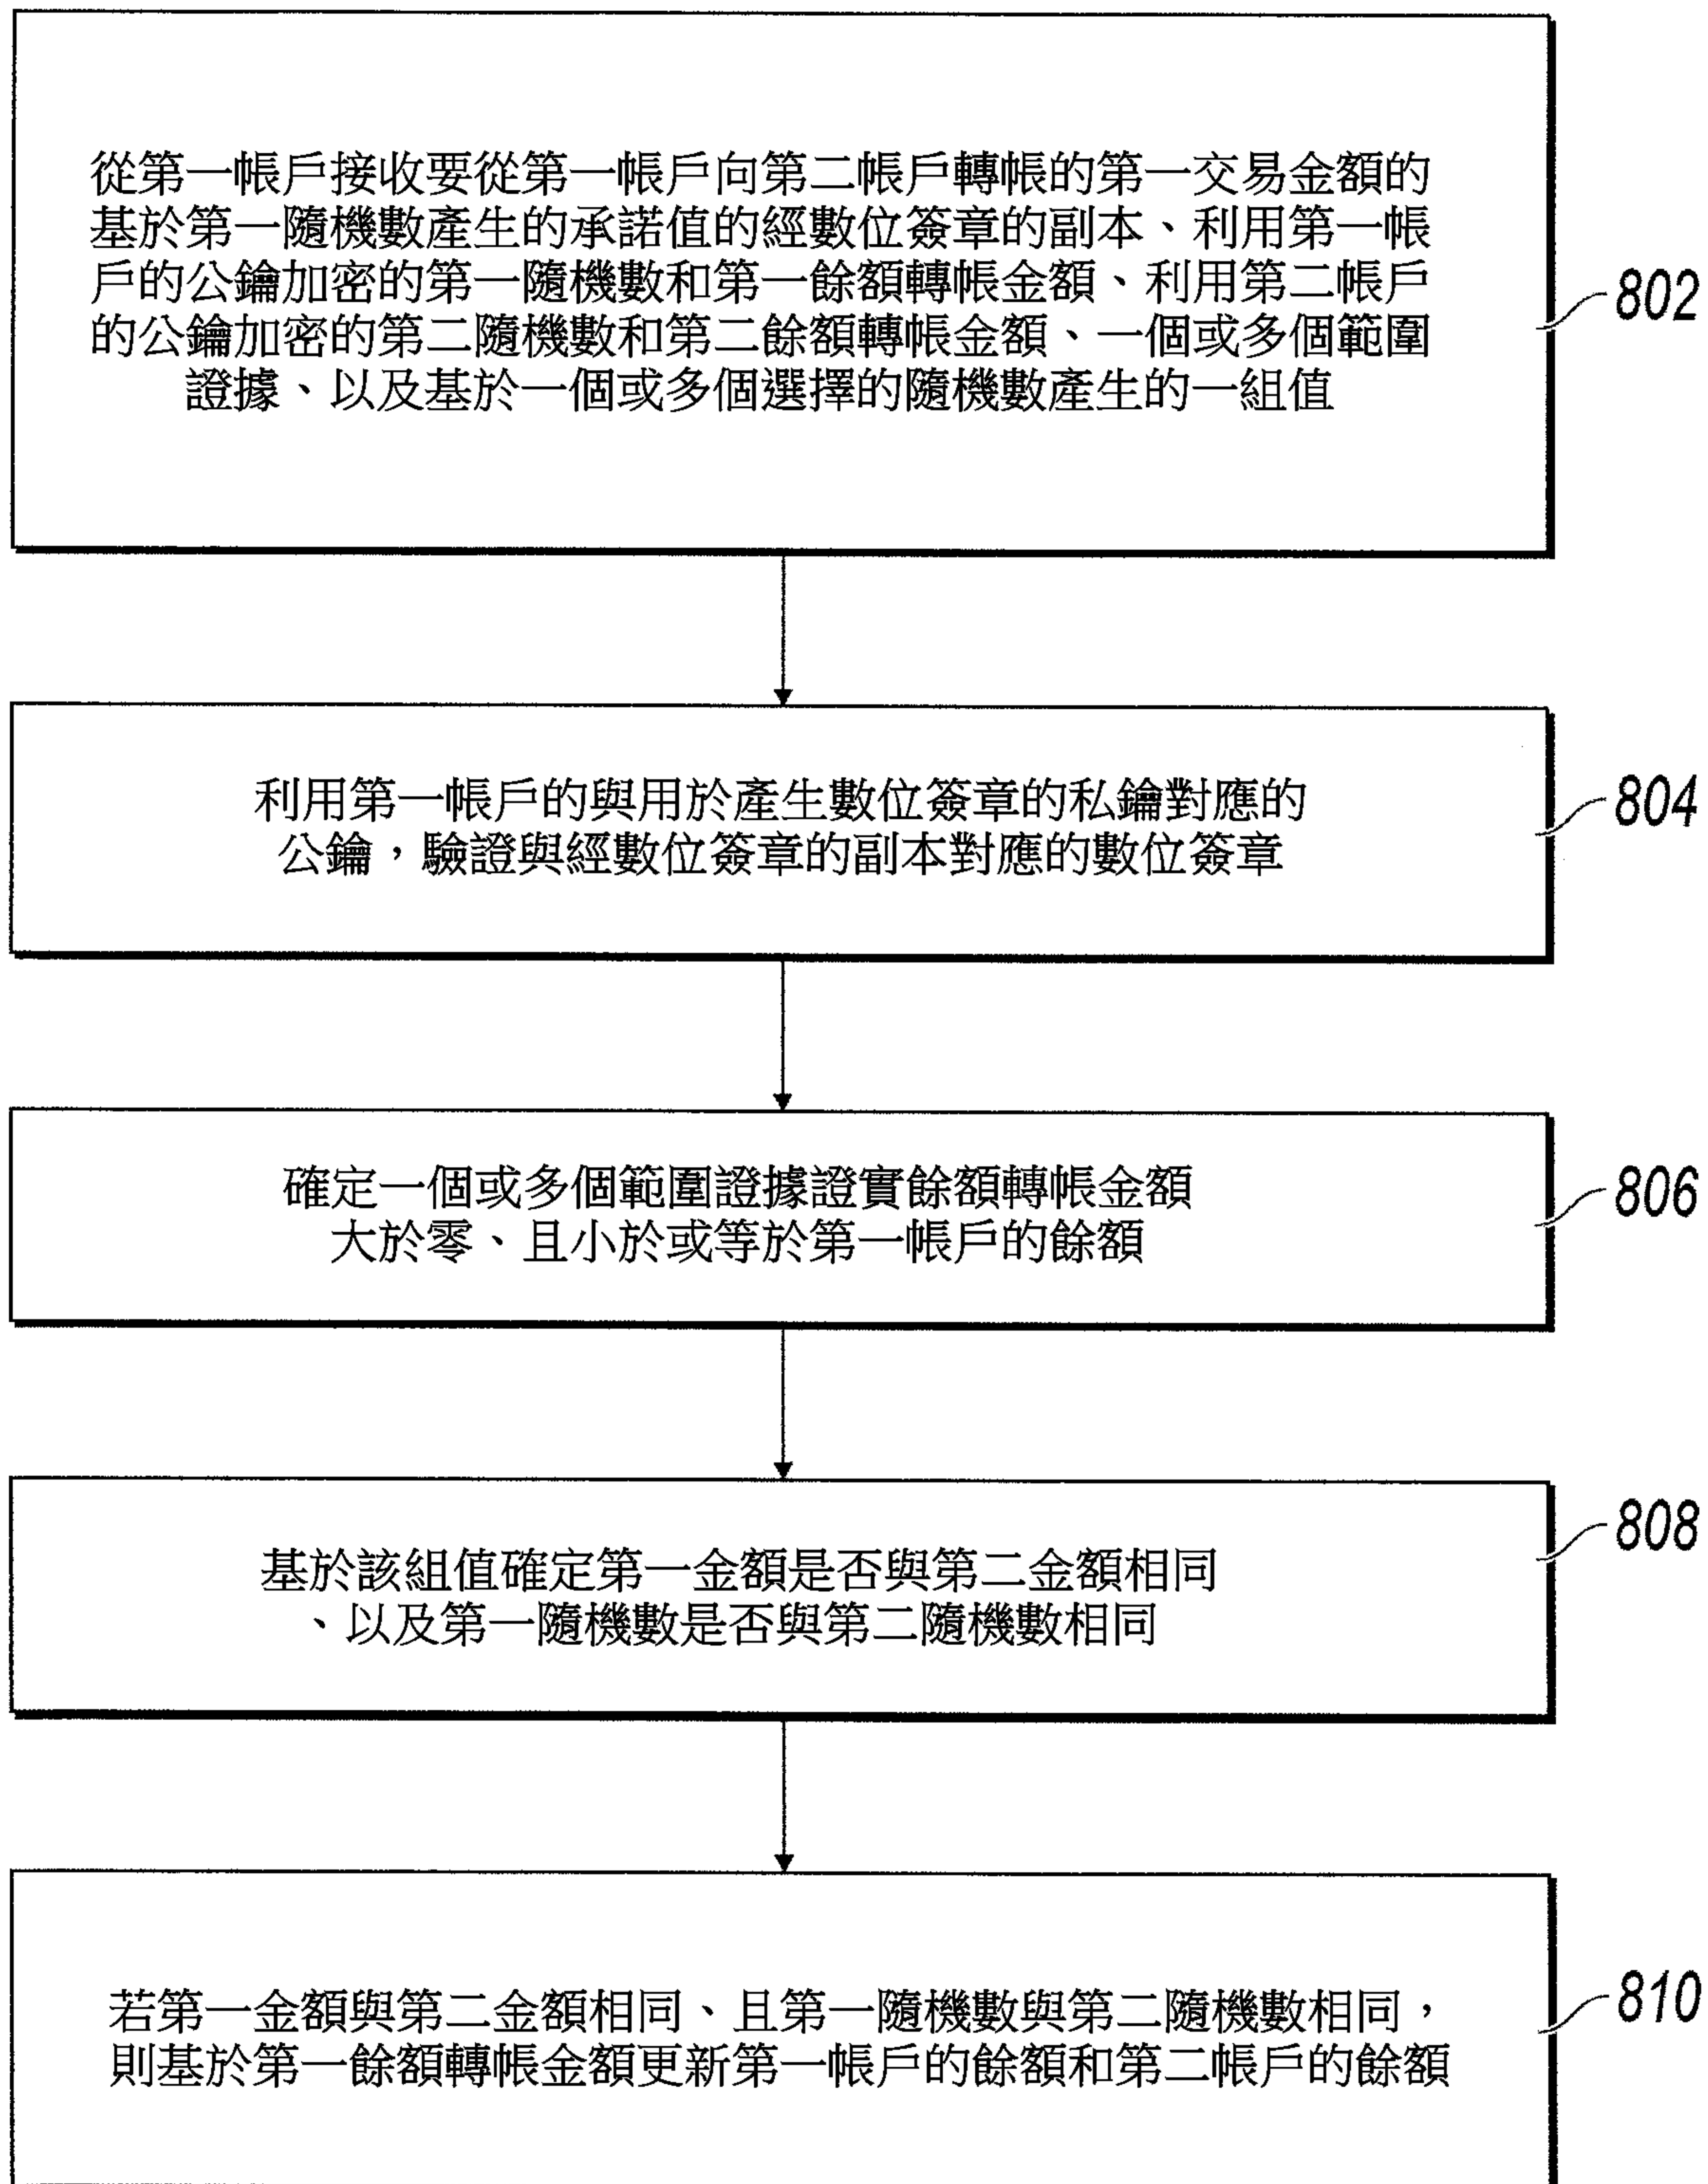 從第一帳戶接收要從第一帳戶向第二帳戶轉帳的第一交易金額的
基於第一隨機數產生的承諾值的經數位簽章的副本、利用第一帳
戶的公鑰加密的第一隨機數和第一餘額轉帳金額、利用第二帳戶
的公鑰加密的第二隨機數和第二餘額轉帳金額、一個或多個範圍
證據、以及基於一個或多個選擇的隨機數產生的一組值
802
利用第一帳戶的與用於產生數位簽章的私鑰對應的
公鑰，驗證與經數位簽章的副本對應的數位簽章
804
確定一個或多個範圍證據證實餘額轉帳金額
大於零、且小於或等於第一帳戶的餘額
806
基於該組值確定第一金額是否與第二金額相同
、以及第一隨機數是否與第二隨機數相同
808
若第一金額與第二金額相同、且第一隨機數與第二隨機數相同，
則基於第一餘額轉帳金額更新第一帳戶的餘額和第二帳戶的餘額
810